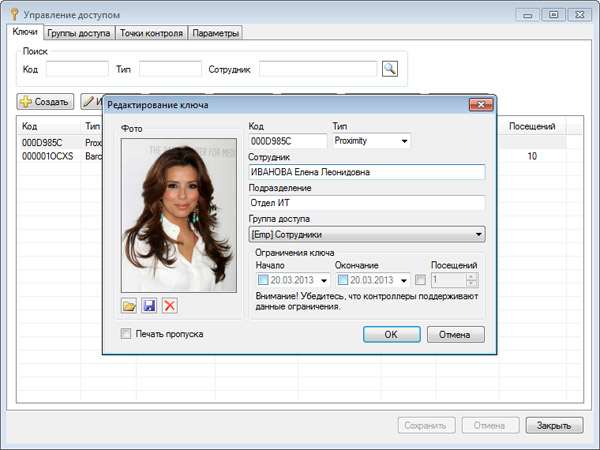 Управление доступом
Ключи Группы доступа Точки контроля Параметры
Поиск
Код Тип Сотрудник
Создать
Код Тип Посещений
000D985C
000001OCXS 10
Редактирование ключа
Фото
Код Тип
000D985C Proximity
Сотрудник
ИВАНОВА Елена Леонидовна
Подразделение
Отдел ИТ
Группа доступа
[Emp] Сотрудники
Ограничения ключа
Начало Окончание Посещений
20.03.2013 20.03.2013 1
Внимание! Убедитесь, что контроллеры поддерживают
данные ограничения.
Печать пропуска
OK Отмена
Сохранить Отмена Закрыть